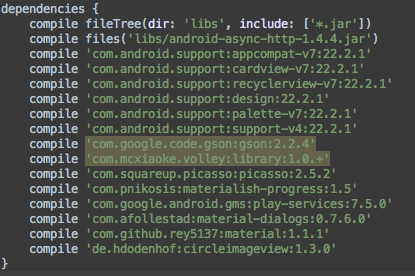 dependencies {
compile fileTree(dir: 'libs', include: ['*.jar'])
compile files('libs/android-async-http-1.4.4.jar')
compile 'com.android.support:appcompat-v7:22.2.1'
compile 'com.android.support:cardview-v7:22.2.1'
compile 'com.android.support:recyclerview-v7:22.2.1'
compile 'com.android.support:design:22.2.1'
compile 'com.android.support:palette-v7:22.2.1'
compile 'com.android.support:support-v4:22.2.1'
compile 'com.google.code.gson:gson:2.2.4'
compile 'com.mcxiaoke.volley:library:1.0.+'
compile 'com.squareup.picasso:picasso:2.5.2'
compile 'com.pnikosis:materialish-progress:1.5'
compile 'com.google.android.gms:play-services:7.5.0'
compile 'com.afollestad:material-dialogs:0.7.6.0'
compile 'com.github.rey5137:material:1.1.1'
compile 'de.hdodenhof:circleimageview:1.3.0'
}